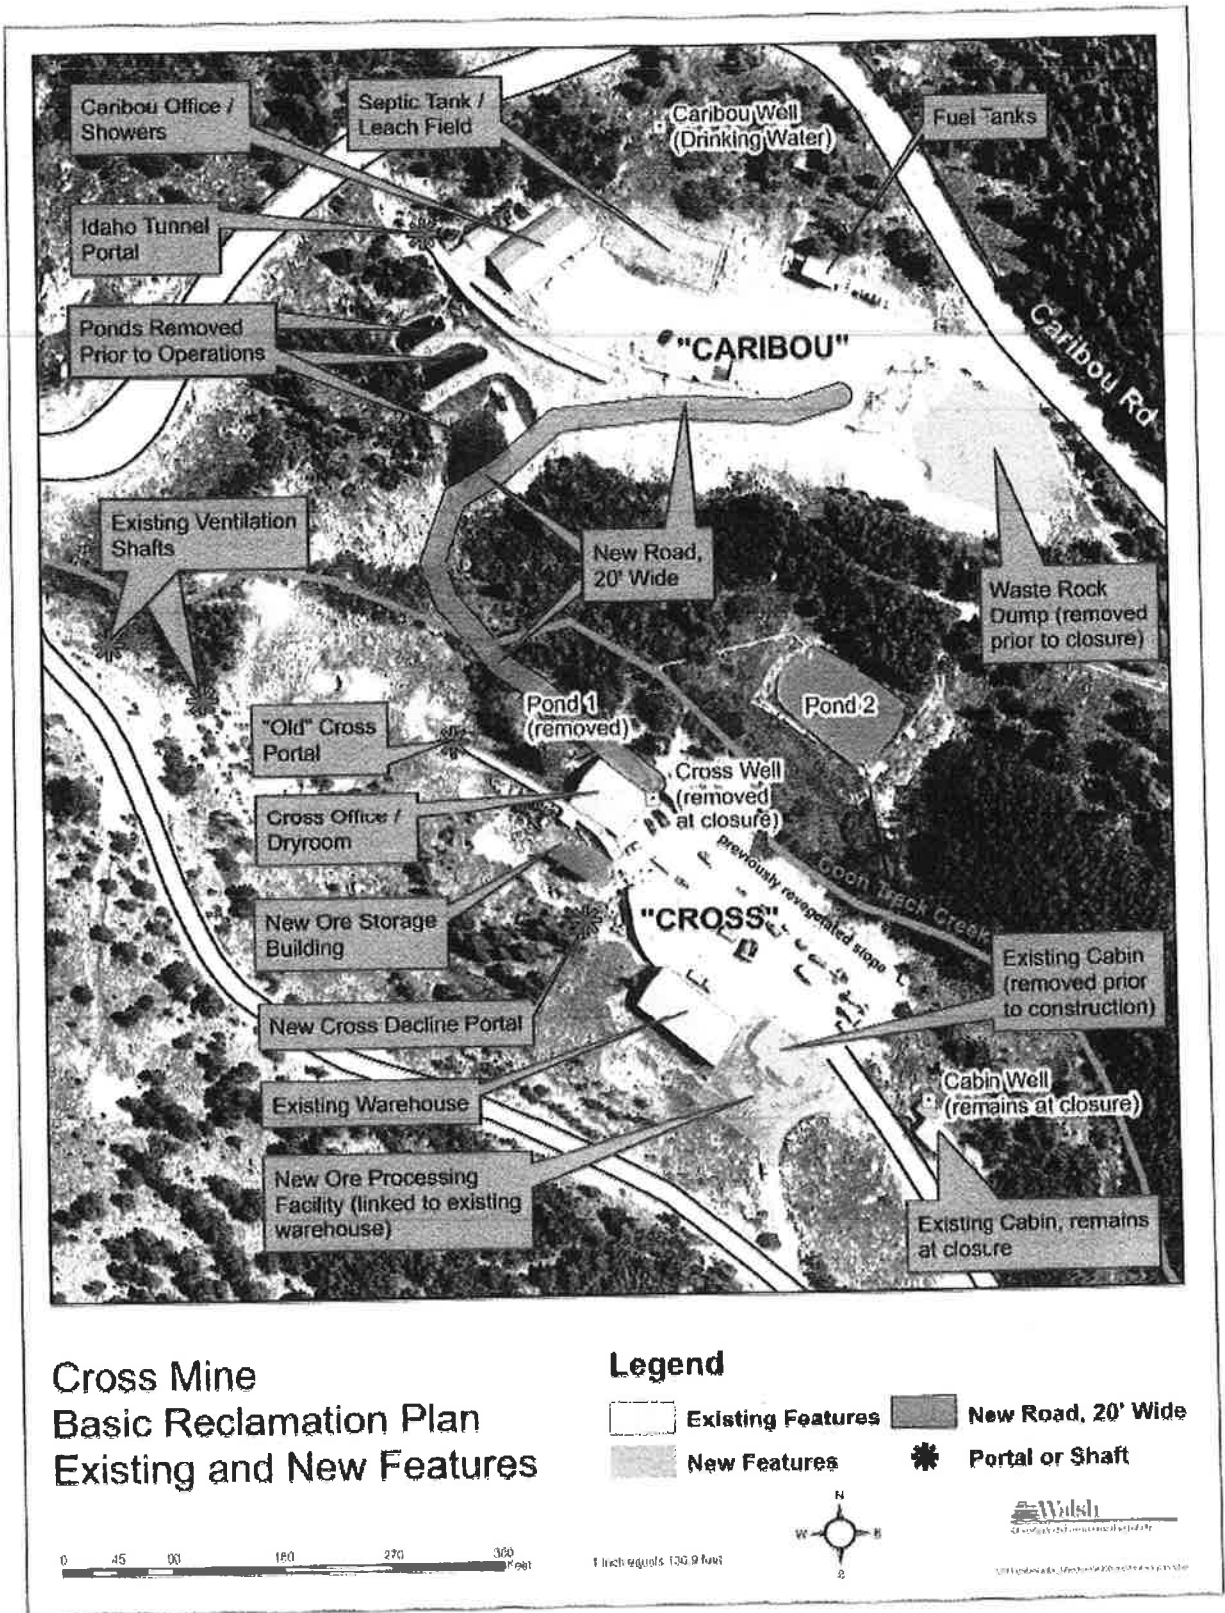 Caribou Office /
Showers
Septic Tank /
Leach Field
Caribou Well
(Drinking Water)
Fuel Tanks
Idaho Tunnel
Portal
Ponds Removed
Prior to Operations
"CARIBOU"
Caribou Rd
Existing Ventilation
Shafts
New Road,
20' Wide
Waste Rock
Dump (removed
prior to closure)
"Old" Cross
Portal
Pond 1
(removed)
Pond 2
Cross Well
(removed
at closure)
Cross Office /
Dryroom
previously revegetated slope
Coon Track Creek
New Ore Storage
Building
"CROSS"
Existing Cabin
(removed prior
to construction)
New Cross Decline Portal
Existing Warehouse
Cabin Well
(remains at closure)
New Ore Processing
Facility (linked to existing
warehouse)
Existing Cabin, remains
at closure
Cross Mine
Basic Reclamation Plan
Existing and New Features
Legend
Existing Features
New Road, 20' Wide
New Features
Portal or Shaft
N
W E
S
Walsh
0 45 90 180 270 360
Feet
1 inch equals 130.9 feet